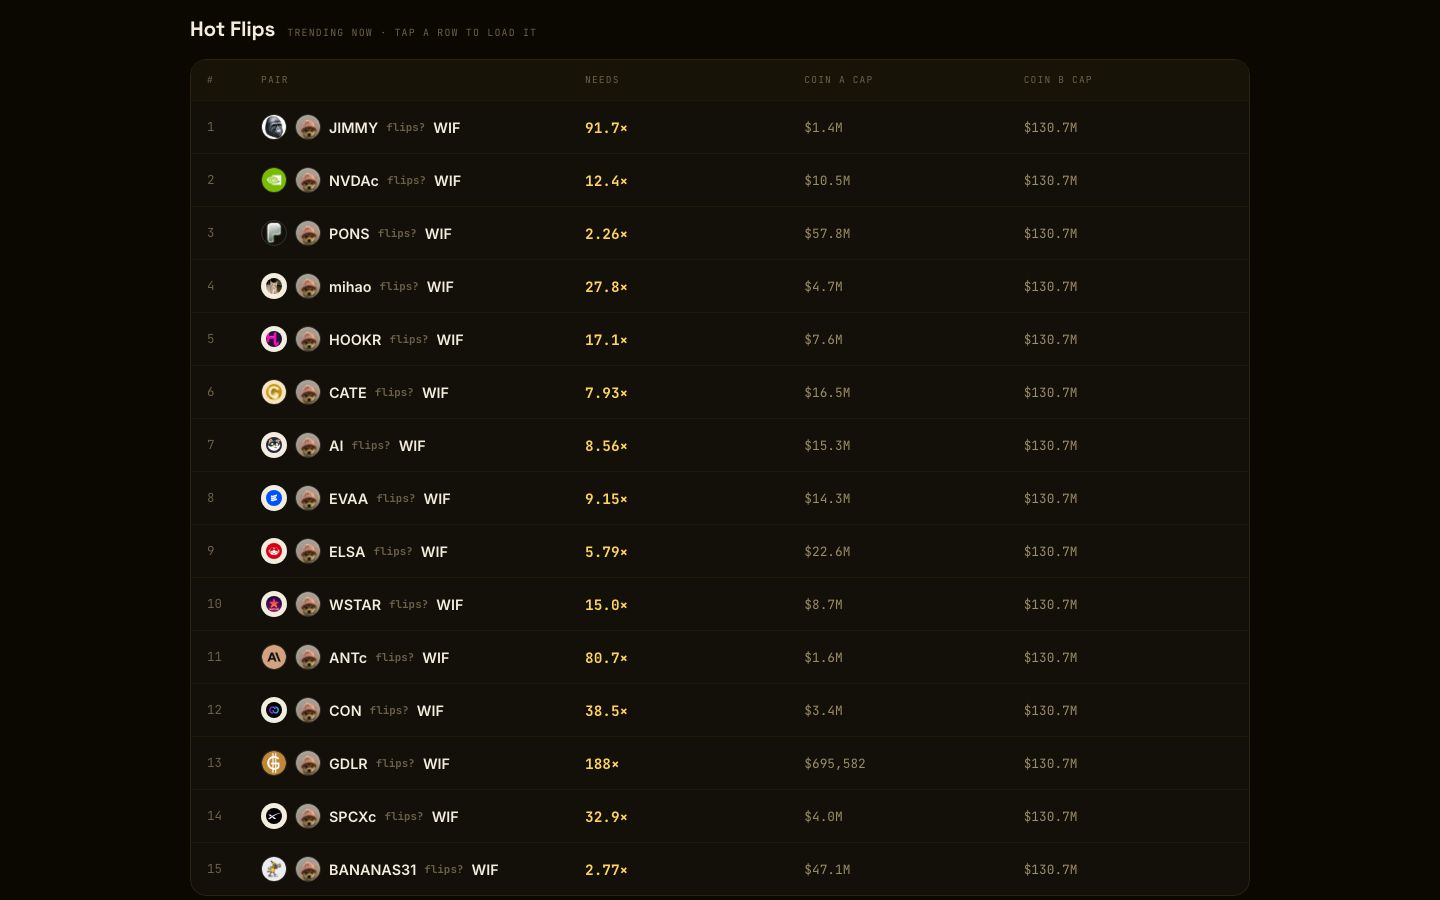 Hot Flips TRENDING NOW · TAP A ROW TO LOAD IT
# PAIR NEEDS COIN A CAP COIN B CAP
1 JIMMY flips? WIF 91.7× $1.4M $130.7M
2 NVDAc flips? WIF 12.4× $10.5M $130.7M
3 PONS flips? WIF 2.26× $57.8M $130.7M
4 mihao flips? WIF 27.8× $4.7M $130.7M
5 HOOKR flips? WIF 17.1× $7.6M $130.7M
6 CATE flips? WIF 7.93× $16.5M $130.7M
7 AI flips? WIF 8.56× $15.3M $130.7M
8 EVAA flips? WIF 9.15× $14.3M $130.7M
9 ELSA flips? WIF 5.79× $22.6M $130.7M
10 WSTAR flips? WIF 15.0× $8.7M $130.7M
11 ANTc flips? WIF 80.7× $1.6M $130.7M
12 CON flips? WIF 38.5× $3.4M $130.7M
13 GDLR flips? WIF 188× $695,582 $130.7M
14 SPCXc flips? WIF 32.9× $4.0M $130.7M
15 BANANAS31 flips? WIF 2.77× $47.1M $130.7M